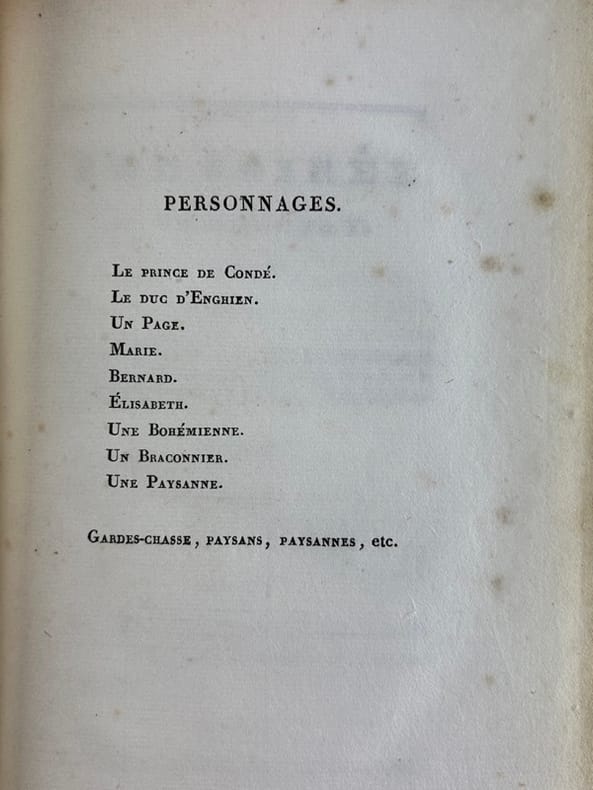 PERSONNAGES.
Le prince de Condé.
Le duc d'Enghien.
Un Page.
Marie.
Bernard.
Élisabeth.
Une Bohémienne.
Un Braconnier.
Une Paysanne.
Gardes-chasse, paysans, paysannes, etc.